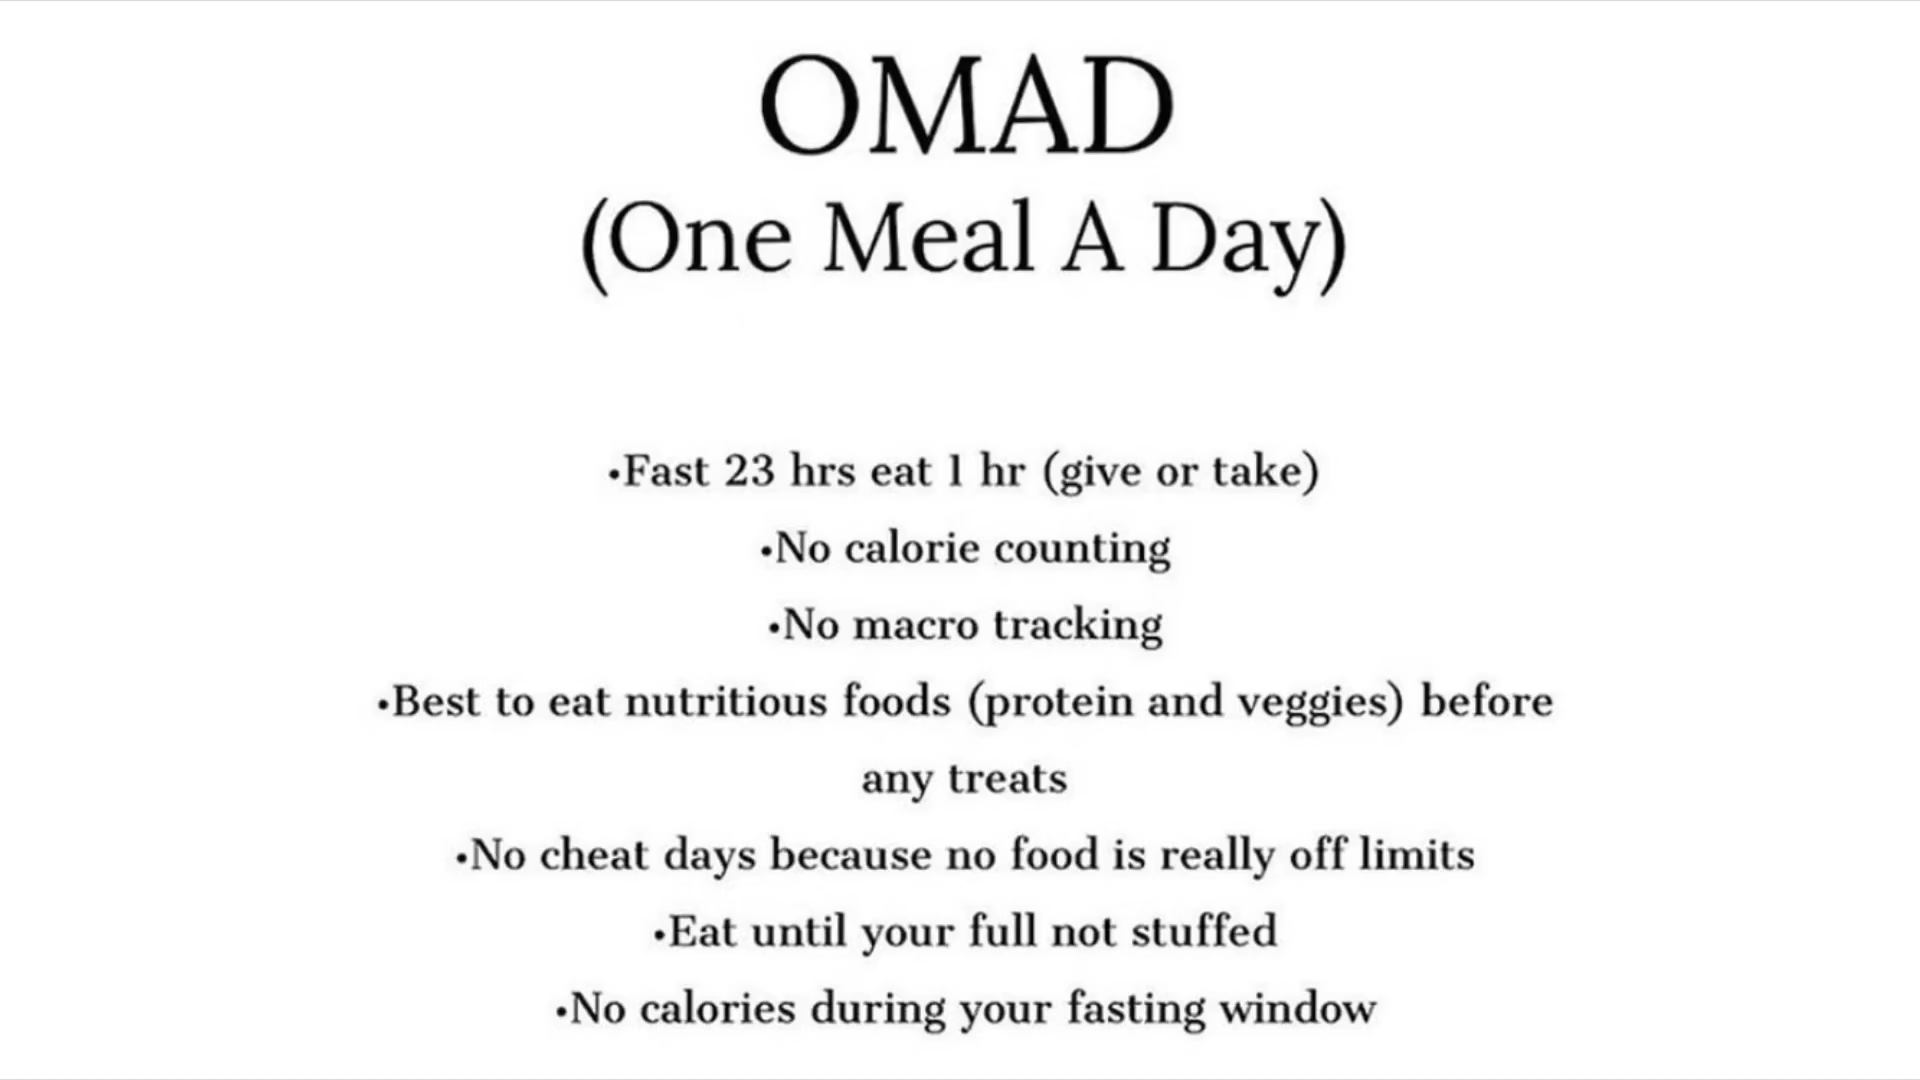 OMAD
(One Meal A Day)
•Fast 23 hrs eat 1 hr (give or take)
•No calorie counting
•No macro tracking
•Best to eat nutritious foods (protein and veggies) before
any treats
•No cheat days because no food is really off limits
•Eat until your full not stuffed
•No calories during your fasting window